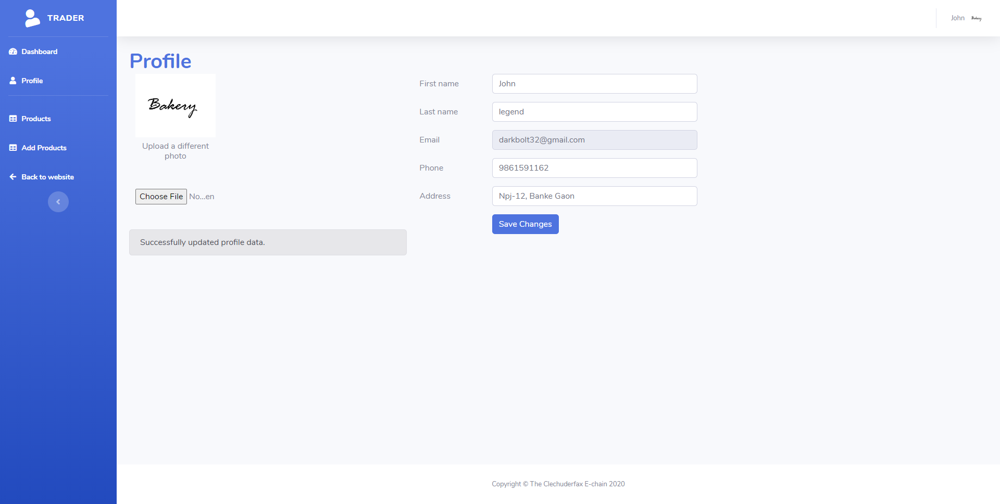 TRADER
Dashboard
Profile
Products
Add Products
Back to website
John
Bakery
Profile
Bakery
Upload a different
photo
Choose File No...en
Successfully updated profile data.
First name John
Last name legend
Email darkbolt32@gmail.com
Phone 9861591162
Address Npj-12, Banke Gaon
Save Changes
Copyright © The Clechuderfax E-chain 2020